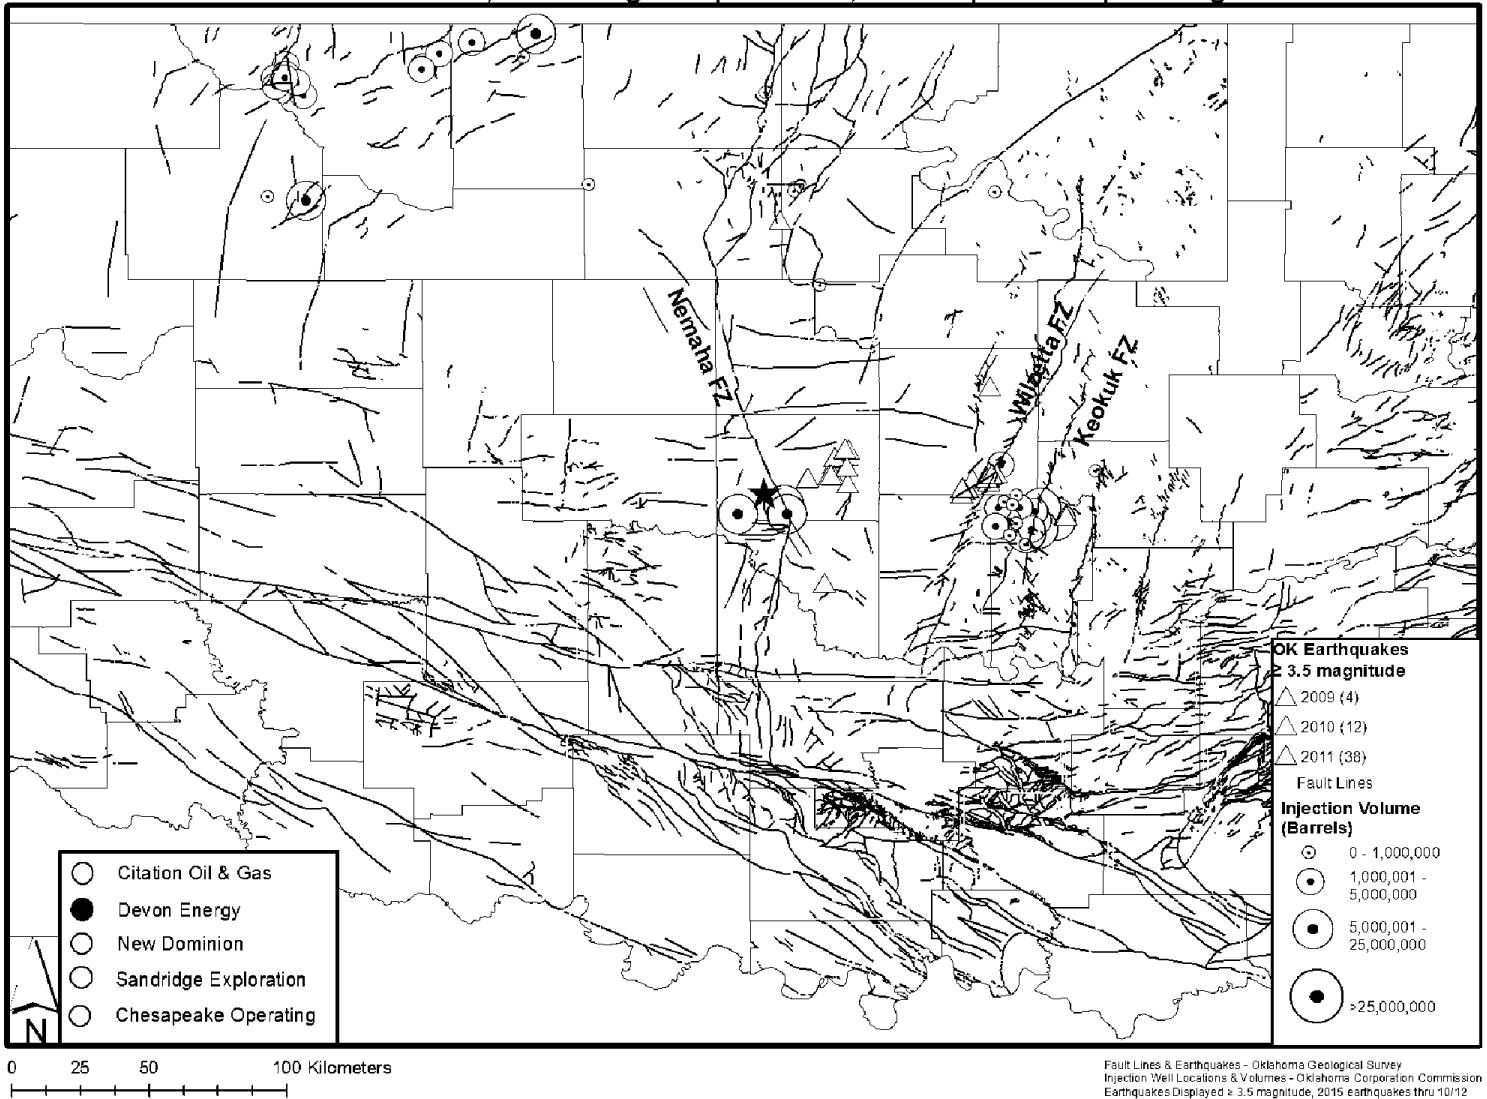 Nemaha FZ
Wilzetta FZ
Keokuk FZ
OK Earthquakes
≥ 3.5 magnitude
2009 (4)
2010 (12)
2011 (38)
Fault Lines
Injection Volume
(Barrels)
0 - 1,000,000
1,000,001 -
5,000,000
5,000,001 -
25,000,000
>25,000,000
Citation Oil & Gas
Devon Energy
New Dominion
Sandridge Exploration
Chesapeake Operating
N
0 25 50 100 Kilometers
Fault Lines & Earthquakes - Oklahoma Geological Survey
Injection Well Locations & Volumes - Oklahoma Corporation Commission
Earthquakes Displayed ≥ 3.5 magnitude, 2015 earthquakes thru 10/12